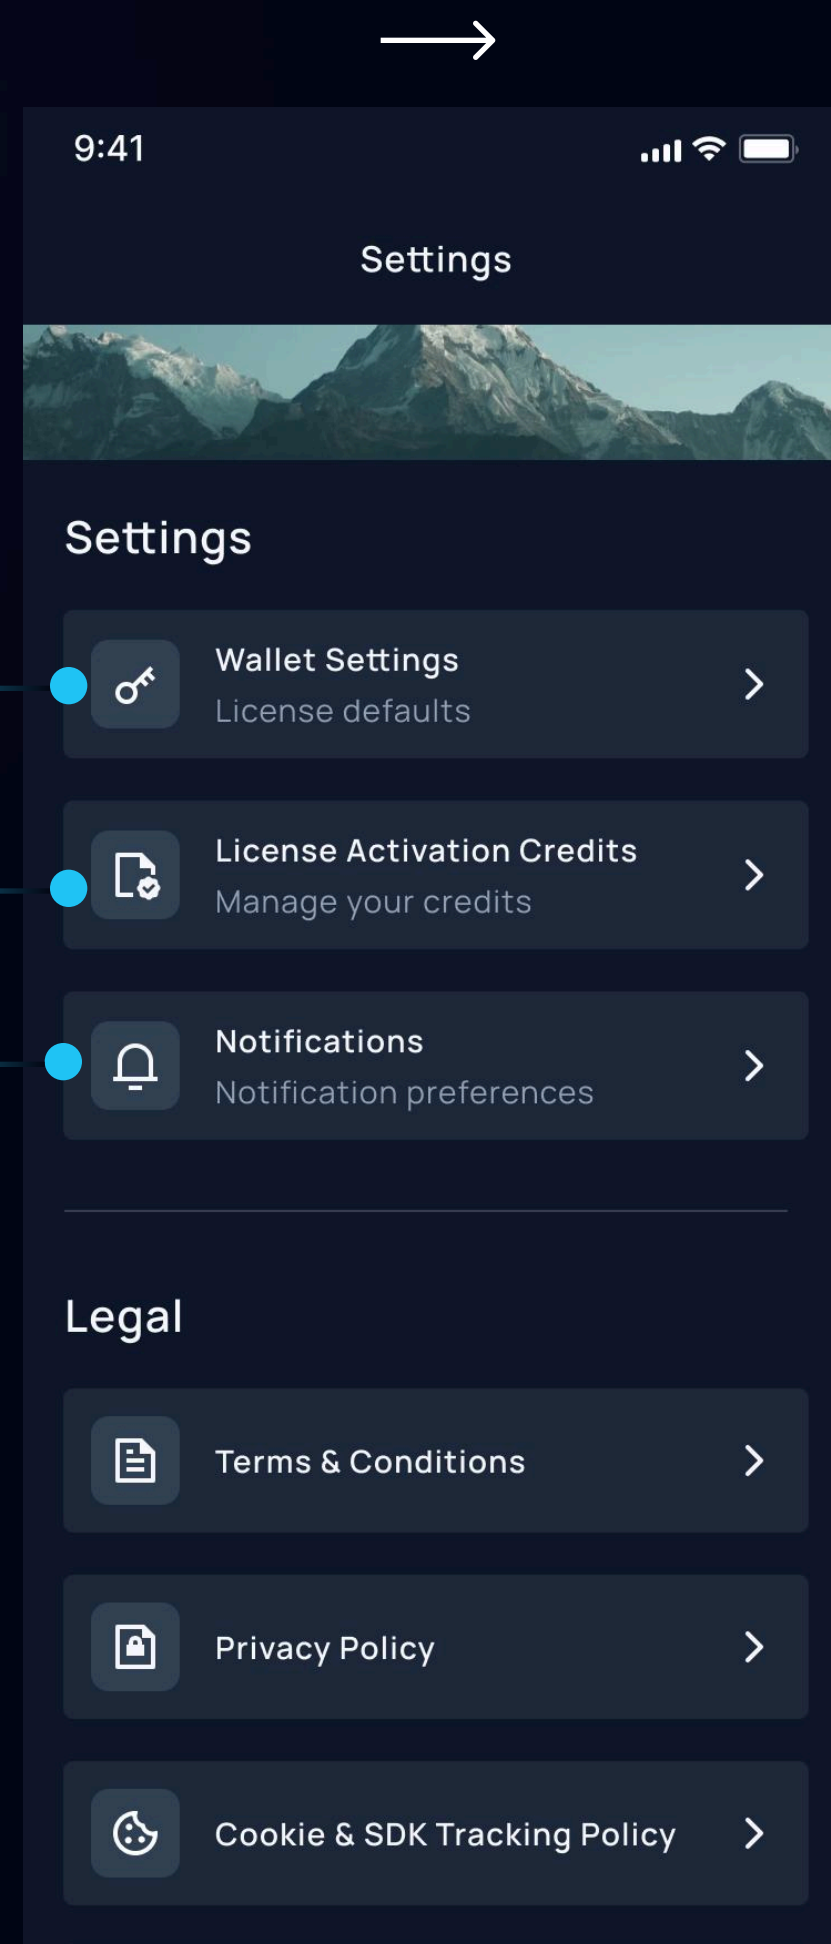 9:41
Settings
Settings
Wallet Settings
License defaults
License Activation Credits
Manage your credits
Notifications
Notification preferences
Legal
Terms & Conditions
Privacy Policy
Cookie & SDK Tracking Policy